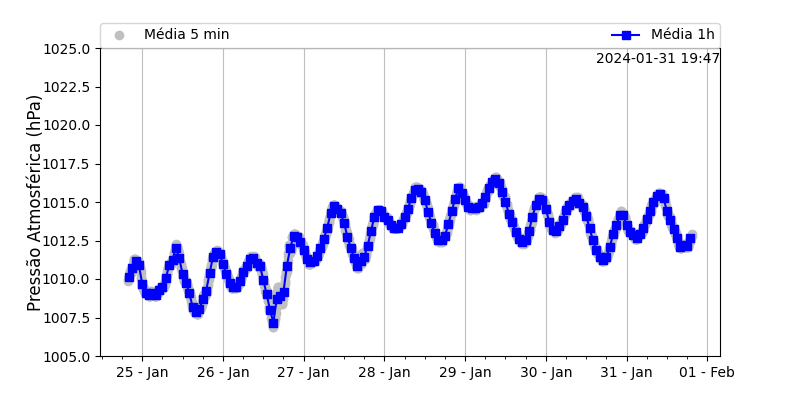 Média 5 min
Média 1h
2024-01-31 19:47
Pressão Atmosférica (hPa)
1025.0
1022.5
1020.0
1017.5
1015.0
1012.5
1010.0
1007.5
1005.0
25 - Jan
26 - Jan
27 - Jan
28 - Jan
29 - Jan
30 - Jan
31 - Jan
01 - Feb